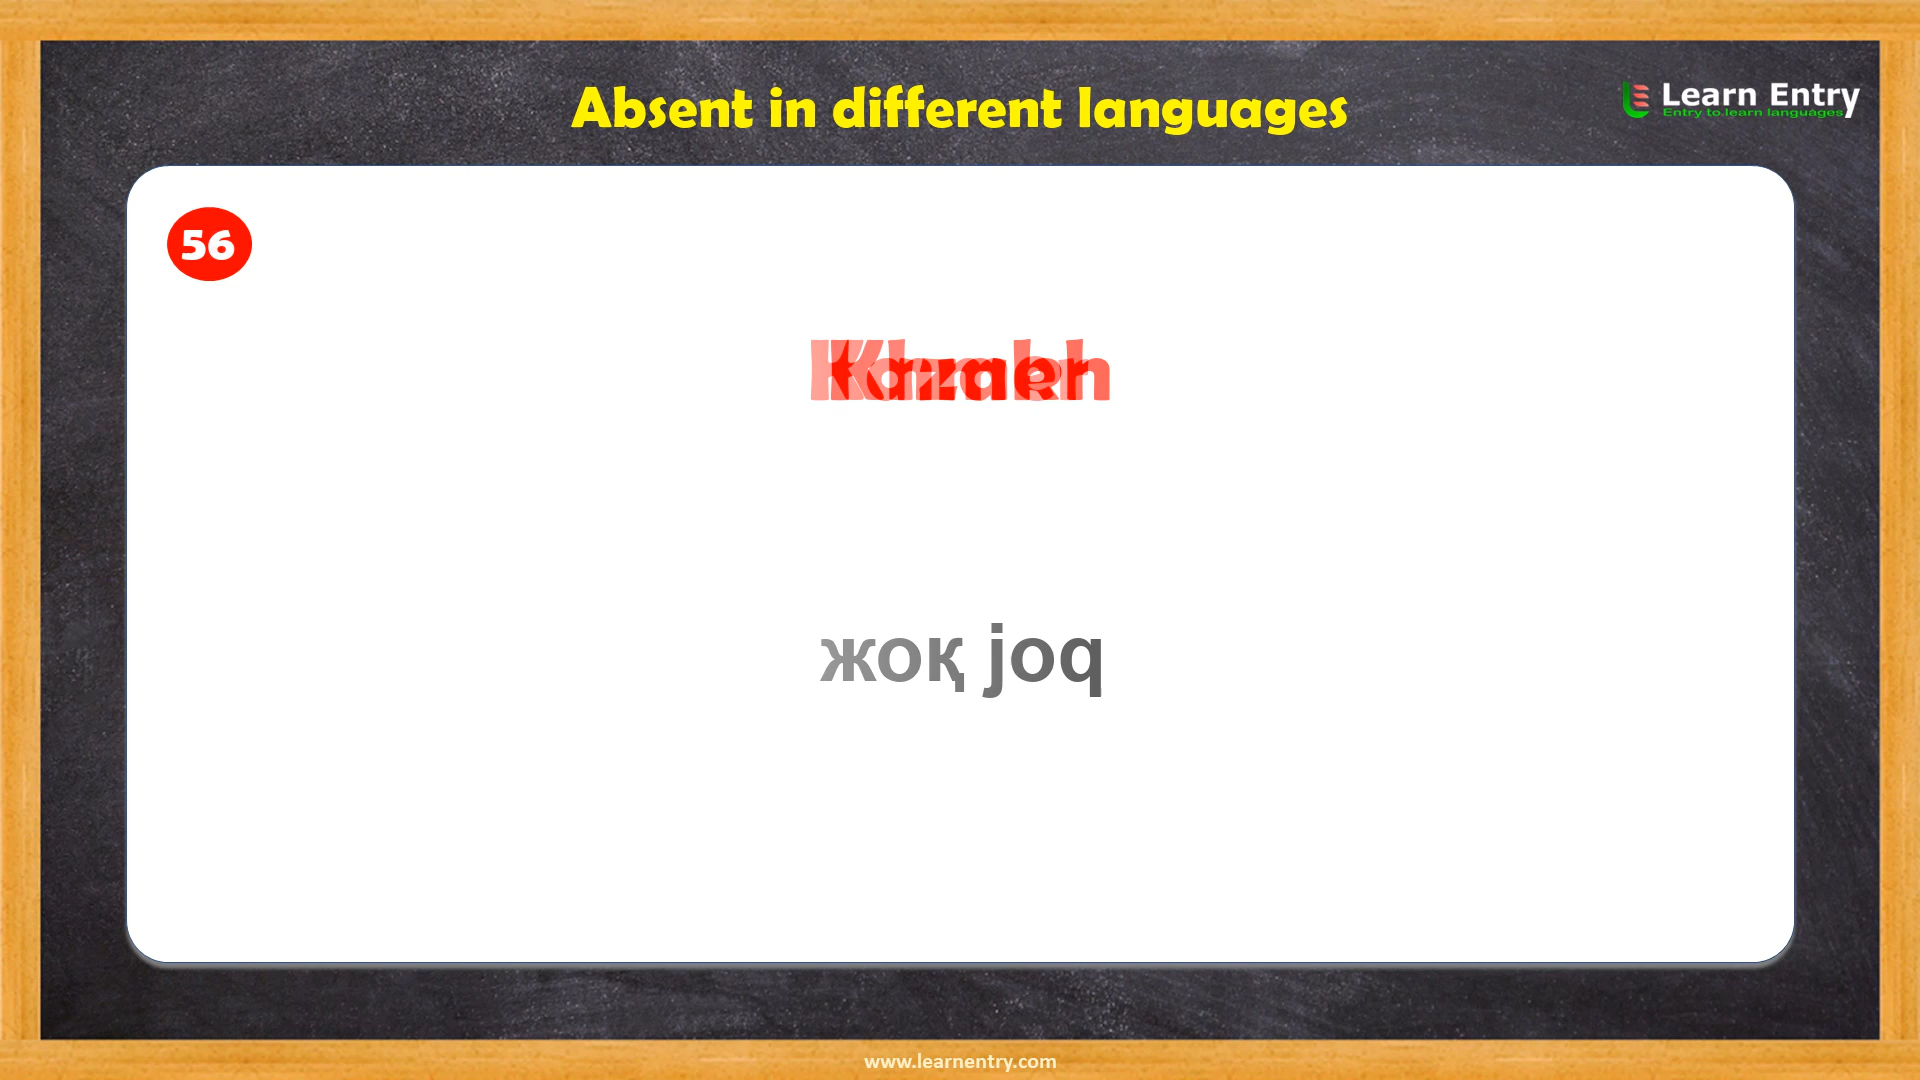 Absent in different languages
Learn Entry
Entry to learn languages
56
жоқ joq
www.learnentry.com